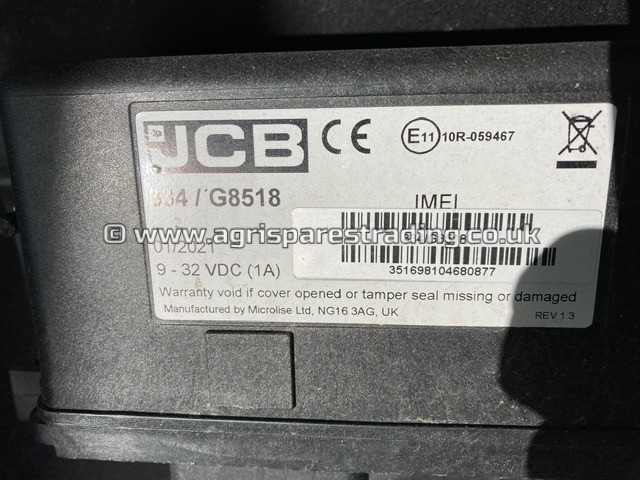 JCB CE E11 10R-059467
334/G8518 IMEI
© www.agrisparestrading.co.uk
01/2021
9 - 32 VDC (1A) 351698104680877
Warranty void if cover opened or tamper seal missing or damaged
Manufactured by Microlise Ltd, NG16 3AG, UK REV 1.3